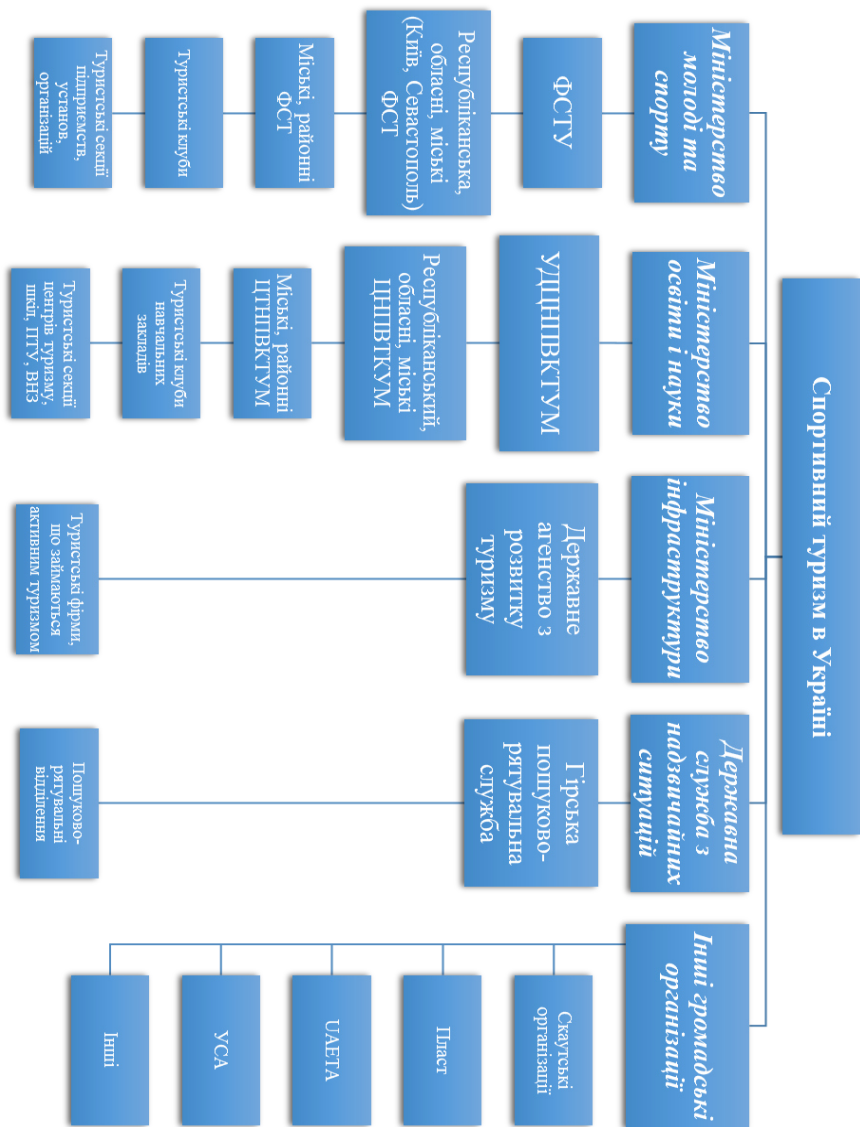 Спортивний туризм в Україні
Міністерство
молоді та
спорту
ФСТУ
Республіканська,
обласні, міські
(Київ, Севастополь)
ФСТ
Міські, районні
ФСТ
Туристські клуби
Туристські секції
підприємств,
установ,
організацій
Міністерство
освіти і науки
УДЦНПВКТУМ
Республіканський,
обласні, міські
ЦНПВТКУМ
Міські, районні
ЦТНПВКТУМ
Туристські клуби
навчальних
закладів
Туристські секції
центрів туризму,
шкіл, ПТУ, ВНЗ
Міністерство
інфраструктури
Державне
агенство з
розвитку
туризму
Туристські фірми,
що займаються
активним туризмом
Державна
служба з
надзвичайних
ситуацій
Гірська
пошуково-
рятувальна
служба
Пошуково-
рятувальні
відділення
Інші громадські
організації
Скаутські
організації
Пласт
UAETA
УСА
Інші